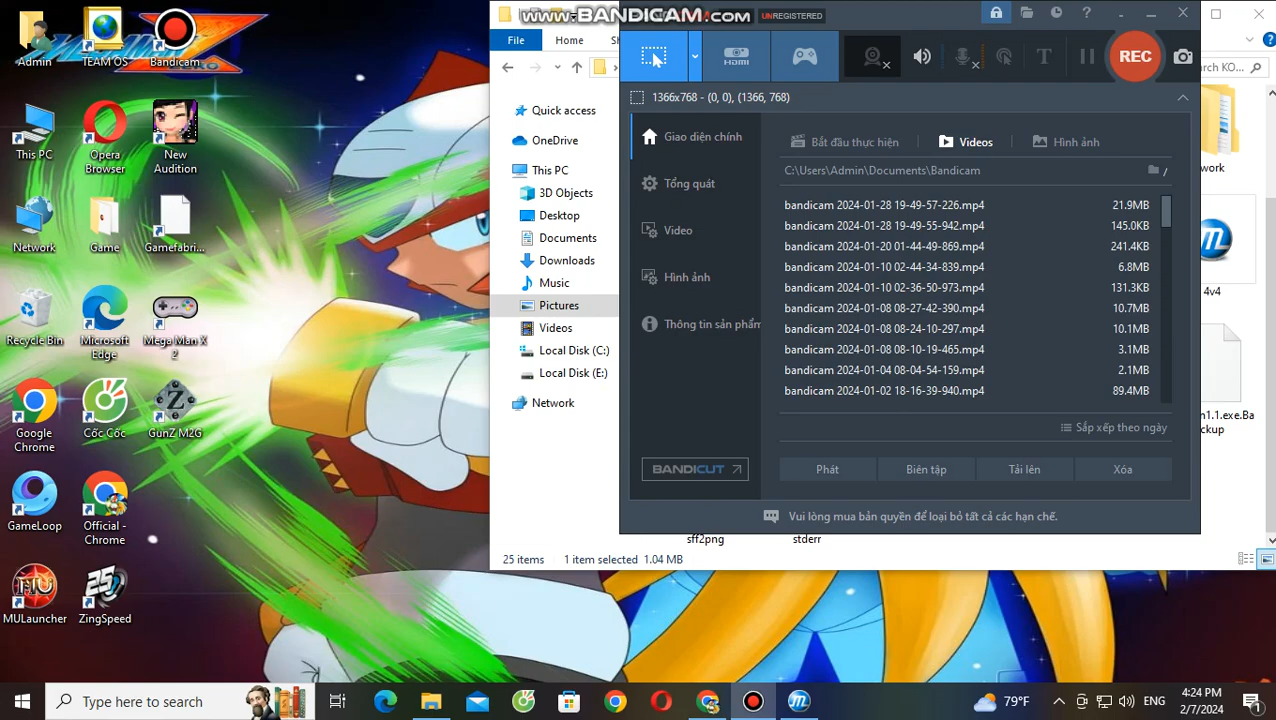 www.BANDICAM.com UNREGISTERED
File
Home
Sh
HDMI
REC
1366x768 - (0, 0), (1366, 768)
Giao diện chính
Tổng quát
Video
Hình ảnh
Thông tin sản phẩm
BANDICUT
Bắt đầu thực hiện
Videos
Hình ảnh
C:\Users\Admin\Documents\Bandicam
bandicam 2024-01-28 19-49-57-226.mp4 21.9MB
bandicam 2024-01-28 19-49-55-942.mp4 145.0KB
bandicam 2024-01-20 01-44-49-869.mp4 241.4KB
bandicam 2024-01-10 02-44-34-839.mp4 6.8MB
bandicam 2024-01-10 02-36-50-973.mp4 131.3KB
bandicam 2024-01-08 08-27-42-390.mp4 10.7MB
bandicam 2024-01-08 08-24-10-297.mp4 10.1MB
bandicam 2024-01-08 08-10-19-465.mp4 3.1MB
bandicam 2024-01-04 08-04-54-159.mp4 2.1MB
bandicam 2024-01-02 18-16-39-940.mp4 89.4MB
Sắp xếp theo ngày
Phát
Biên tập
Tải lên
Xóa
Vui lòng mua bản quyền để loại bỏ tất cả các hạn chế.
Quick access
OneDrive
This PC
3D Objects
Desktop
Documents
Downloads
Music
Pictures
Videos
Local Disk (C:)
Local Disk (E:)
Network
rch KO...
work
4v4
n1.1.exe.Ba
ckup
sff2png
stderr
25 items
1 item selected 1.04 MB
Admin
TEAM OS
Bandicam
This PC
Opera
Browser
New
Audition
Network
Game
Gamefabri...
Recycle Bin
Microsoft
Edge
Mega Man X
2
Google
Chrome
Cốc Cốc
GunZ M2G
GameLoop
Official -
Chrome
MULauncher
ZingSpeed
Type here to search
79°F
ENG
4:24 PM
2/7/2024